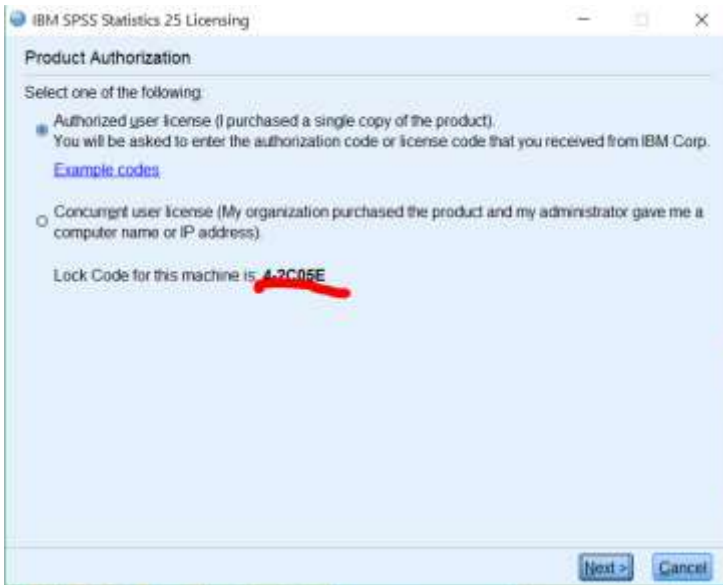 IBM SPSS Statistics 25 Licensing
Product Authorization
Select one of the following:
Authorized user license (I purchased a single copy of the product).
You will be asked to enter the authorization code or license code that you received from IBM Corp.
Example codes
Concurrent user license (My organization purchased the product and my administrator gave me a
computer name or IP address)
Lock Code for this machine is: 4-2C05E
Next >
Cancel